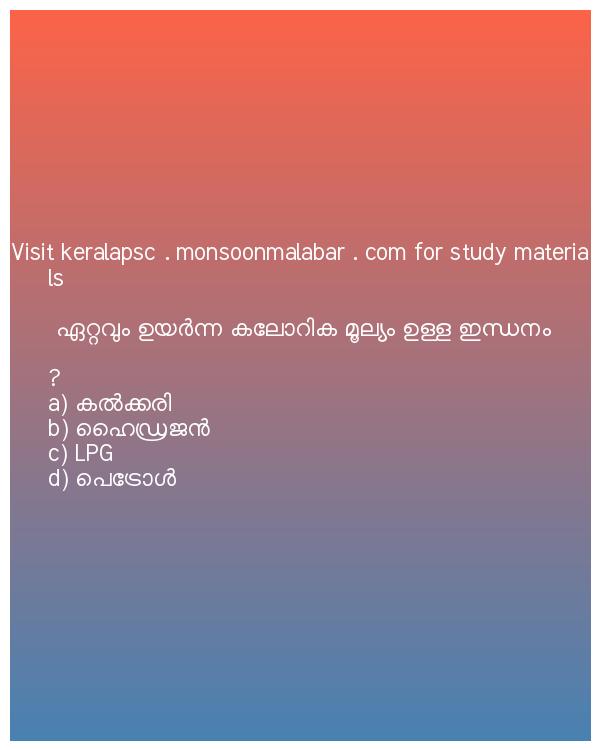 Visit keralapsc . monsoonmalabar . com for study materia
ls
ഏറ്റവും ഉയർന്ന കലോറിക മൂല്യം ഉള്ള ഇന്ധനം
?
a) കൽക്കരി
b) ഹൈഡ്രജൻ
c) LPG
d) പെട്രോൾ